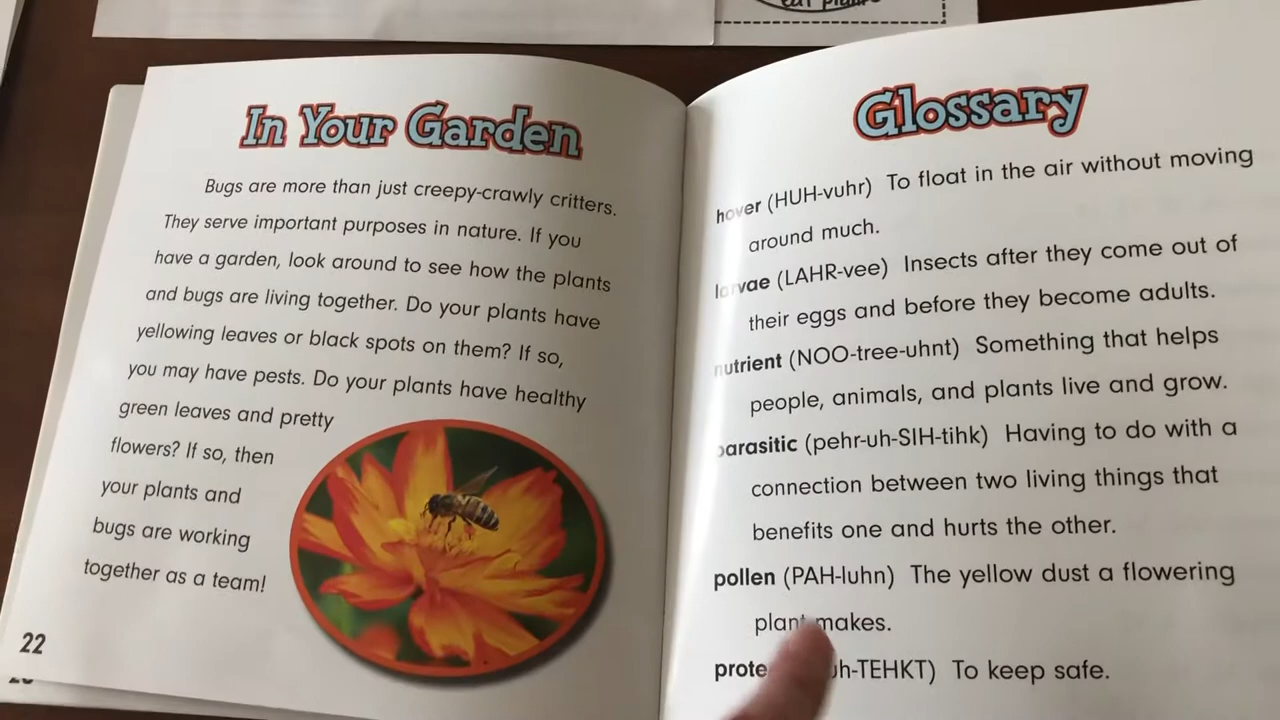 eat plants
In Your Garden
Bugs are more than just creepy-crawly critters.
They serve important purposes in nature. If you
have a garden, look around to see how the plants
and bugs are living together. Do your plants have
yellowing leaves or black spots on them? If so,
you may have pests. Do your plants have healthy
green leaves and pretty
flowers? If so, then
your plants and
bugs are working
together as a team!
22
Glossary
hover (HUH-vuhr) To float in the air without moving
around much.
larvae (LAHR-vee) Insects after they come out of
their eggs and before they become adults.
nutrient (NOO-tree-uhnt) Something that helps
people, animals, and plants live and grow.
parasitic (pehr-uh-SIH-tihk) Having to do with a
connection between two living things that
benefits one and hurts the other.
pollen (PAH-luhn) The yellow dust a flowering
plant makes.
prote uh-TEHKT) To keep safe.